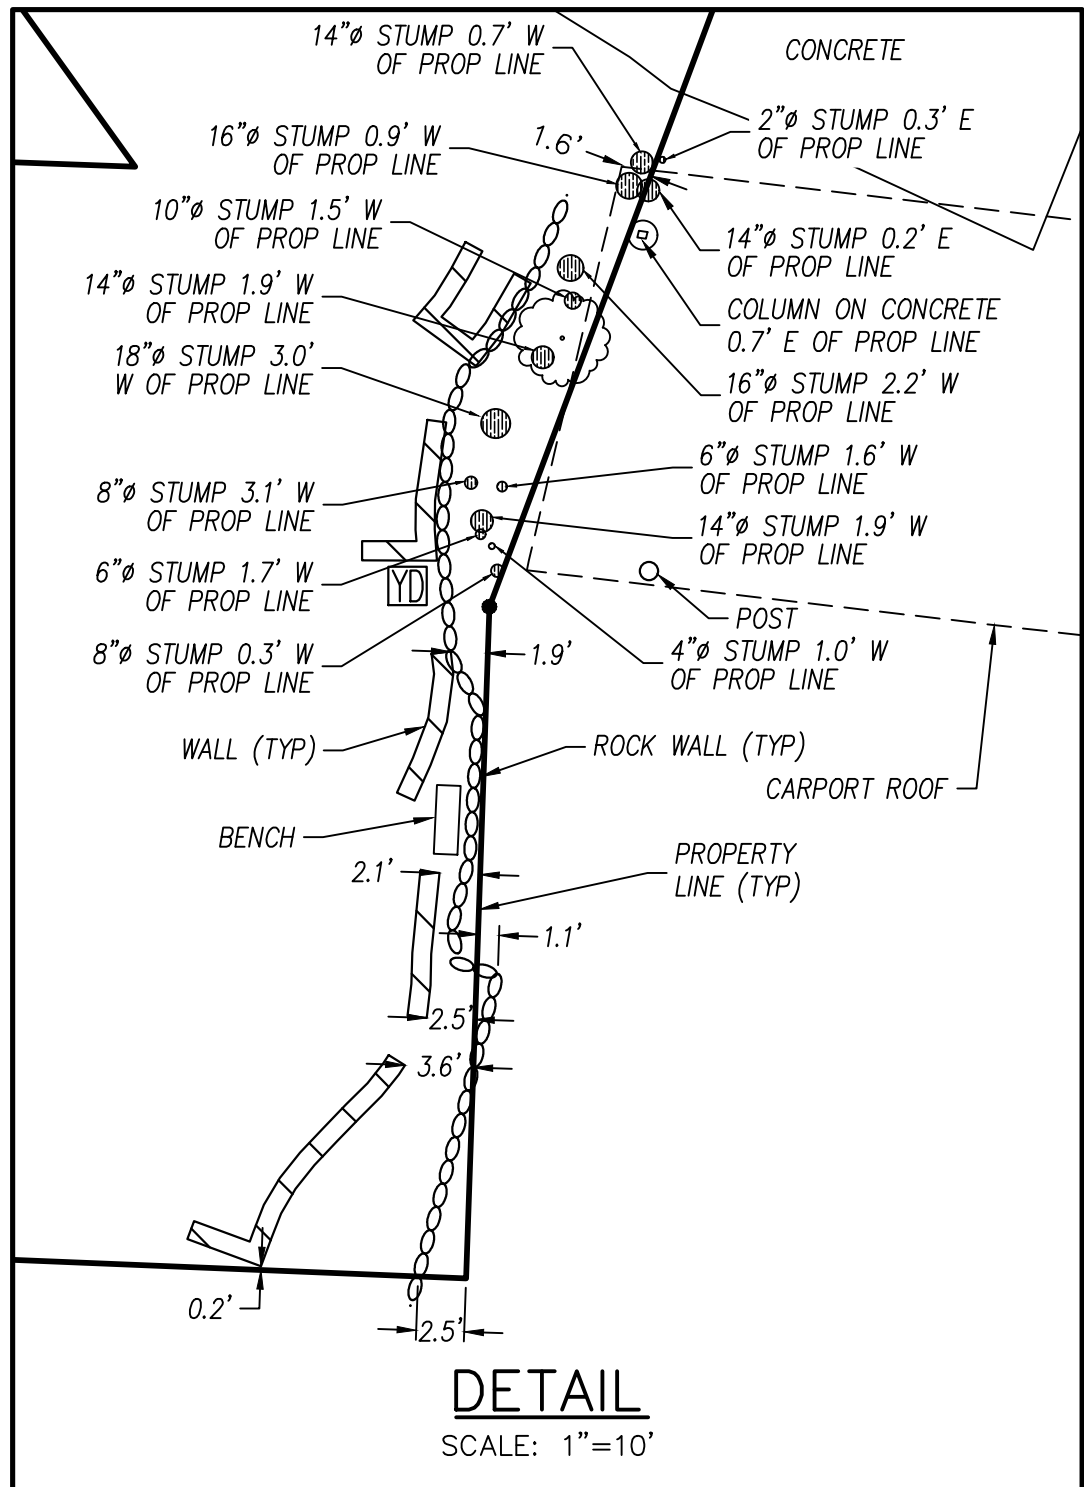 14"ø STUMP 0.7' W
OF PROP LINE
CONCRETE
2"ø STUMP 0.3' E
OF PROP LINE
16"ø STUMP 0.9' W
OF PROP LINE
1.6'
10"ø STUMP 1.5' W
OF PROP LINE
14"ø STUMP 0.2' E
OF PROP LINE
14"ø STUMP 1.9' W
OF PROP LINE
COLUMN ON CONCRETE
0.7' E OF PROP LINE
18"ø STUMP 3.0'
W OF PROP LINE
16"ø STUMP 2.2' W
OF PROP LINE
6"ø STUMP 1.6' W
OF PROP LINE
8"ø STUMP 3.1' W
OF PROP LINE
14"ø STUMP 1.9' W
OF PROP LINE
6"ø STUMP 1.7' W
OF PROP LINE
YD
POST
8"ø STUMP 0.3' W
OF PROP LINE
1.9'
4"ø STUMP 1.0' W
OF PROP LINE
WALL (TYP)
ROCK WALL (TYP)
CARPORT ROOF
BENCH
2.1'
PROPERTY
LINE (TYP)
1.1'
2.5'
3.6'
0.2'
2.5'
DETAIL
SCALE: 1"=10'